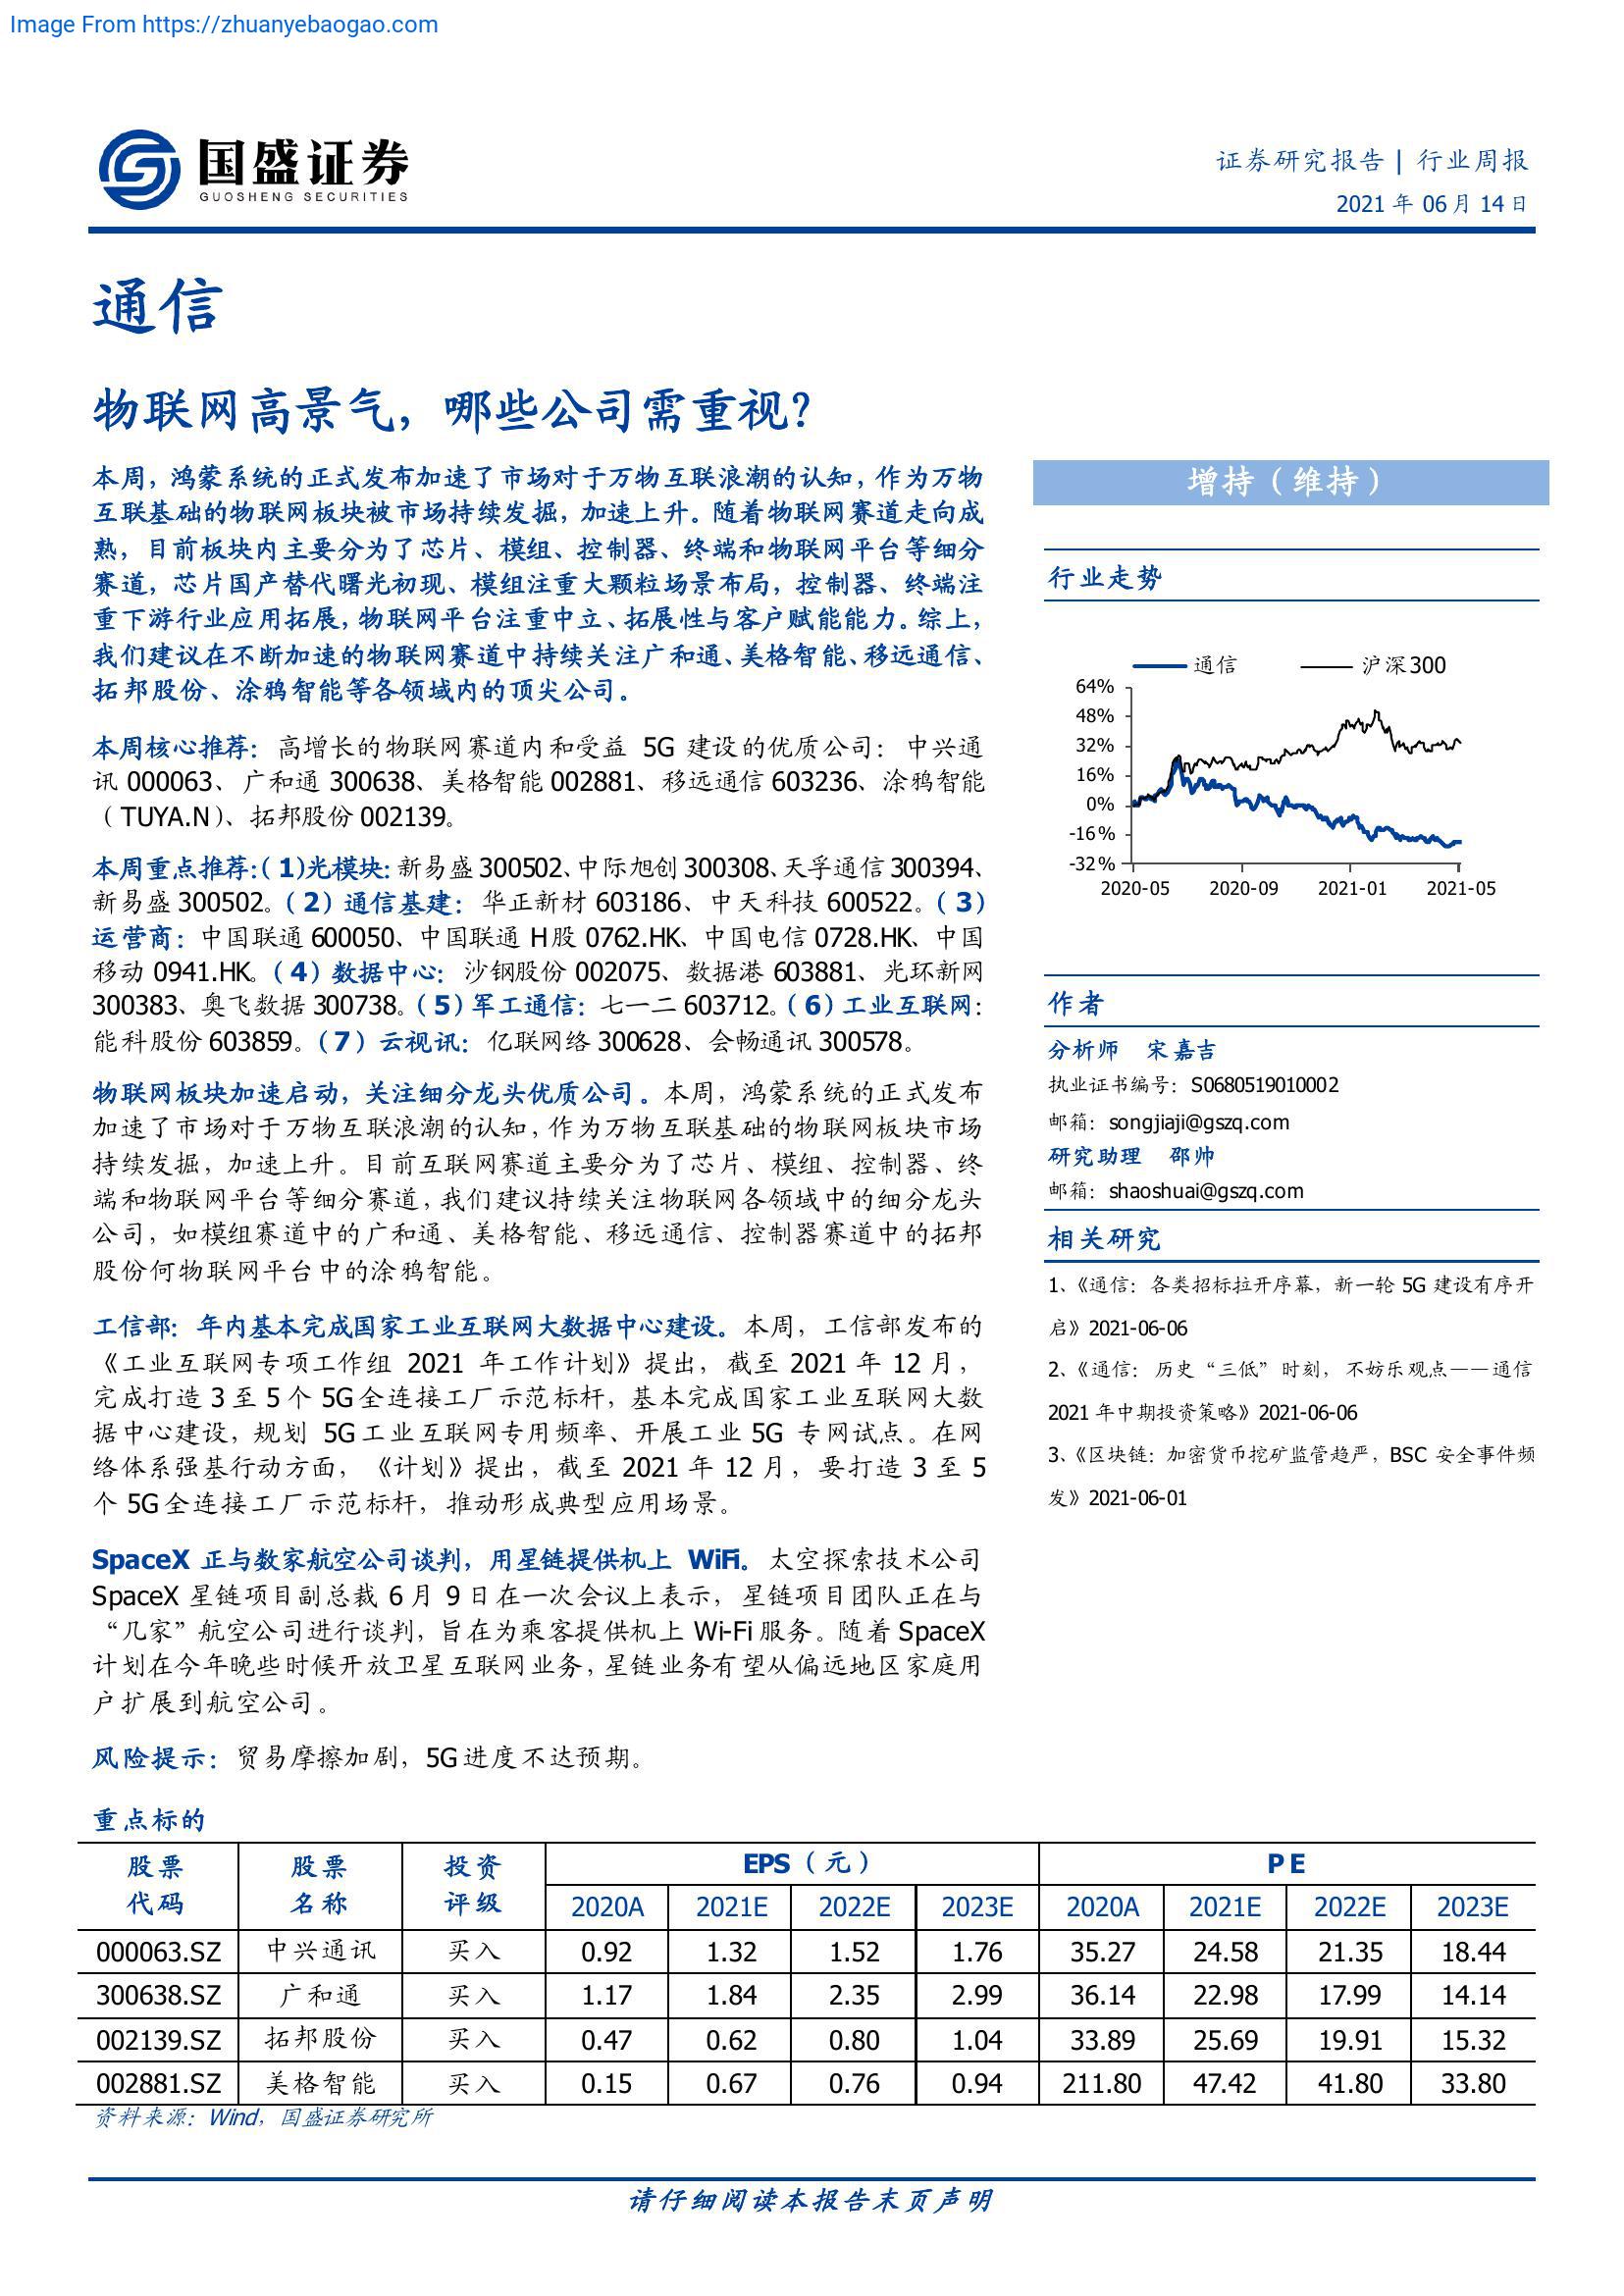 Image From https://zhuanyebaogao.com
国盛证券
GUOSHENG SECURITIES
证券研究报告 | 行业周报
2021 年 06 月 14 日
通信
物联网高景气，哪些公司需重视？
本周，鸿蒙系统的正式发布加速了市场对于万物互联浪潮的认知，作为万物
互联基础的物联网板块被市场持续发掘，加速上升。随着物联网赛道走向成
熟，目前板块内主要分为了芯片、模组、控制器、终端和物联网平台等细分
赛道，芯片国产替代曙光初现、模组注重大颗粒场景布局，控制器、终端注
重下游行业应用拓展，物联网平台注重中立、拓展性与客户赋能能力。综上，
我们建议在不断加速的物联网赛道中持续关注广和通、美格智能、移远通信、
拓邦股份、涂鸦智能等各领域内的顶尖公司。
本周核心推荐：高增长的物联网赛道内和受益 5G 建设的优质公司：中兴通
讯 000063、广和通 300638、美格智能 002881、移远通信 603236、涂鸦智能
（TUYA.N）、拓邦股份 002139。
本周重点推荐:（1)光模块: 新易盛 300502、中际旭创 300308、天孚通信 300394、
新易盛 300502。（2）通信基建：华正新材 603186、中天科技 600522。（3）
运营商：中国联通 600050、中国联通 H 股 0762.HK、中国电信 0728.HK、中国
移动 0941.HK。（4）数据中心：沙钢股份 002075、数据港 603881、光环新网
300383、奥飞数据 300738。（5）军工通信：七一二 603712。（6）工业互联网：
能科股份 603859。（7）云视讯：亿联网络 300628、会畅通讯 300578。
物联网板块加速启动，关注细分龙头优质公司。本周，鸿蒙系统的正式发布
加速了市场对于万物互联浪潮的认知，作为万物互联基础的物联网板块市场
持续发掘，加速上升。目前互联网赛道主要分为了芯片、模组、控制器、终
端和物联网平台等细分赛道，我们建议持续关注物联网各领域中的细分龙头
公司，如模组赛道中的广和通、美格智能、移远通信、控制器赛道中的拓邦
股份何物联网平台中的涂鸦智能。
工信部：年内基本完成国家工业互联网大数据中心建设。本周，工信部发布的
《工业互联网专项工作组 2021 年工作计划》提出，截至 2021 年 12 月，
完成打造 3 至 5 个 5G 全连接工厂示范标杆，基本完成国家工业互联网大数
据中心建设，规划 5G 工业互联网专用频率、开展工业 5G 专网试点。在网
络体系强基行动方面，《计划》提出，截至 2021 年 12 月，要打造 3 至 5
个 5G 全连接工厂示范标杆，推动形成典型应用场景。
SpaceX 正与数家航空公司谈判，用星链提供机上 WiFi。太空探索技术公司
SpaceX 星链项目副总裁 6 月 9 日在一次会议上表示，星链项目团队正在与
“几家”航空公司进行谈判，旨在为乘客提供机上 Wi-Fi 服务。随着 SpaceX
计划在今年晚些时候开放卫星互联网业务，星链业务有望从偏远地区家庭用
户扩展到航空公司。
风险提示：贸易摩擦加剧，5G 进度不达预期。
增持（维持）
行业走势
通信 沪深300
64%
48%
32%
16%
0%
-16%
-32%
2020-05 2020-09 2021-01 2021-05
作者
分析师 宋嘉吉
执业证书编号：S0680519010002
邮箱：songjiaji@gszq.com
研究助理 邵帅
邮箱：shaoshuai@gszq.com
相关研究
1、《通信：各类招标拉开序幕，新一轮 5G 建设有序开
启》2021-06-06
2、《通信：历史“三低”时刻，不妨乐观点——通信
2021 年中期投资策略》2021-06-06
3、《区块链：加密货币挖矿监管趋严，BSC 安全事件频
发》2021-06-01
重点标的
股票 股票 投资 EPS（元） P E
代码 名称 评级 2020A 2021E 2022E 2023E 2020A 2021E 2022E 2023E
000063.SZ 中兴通讯 买入 0.92 1.32 1.52 1.76 35.27 24.58 21.35 18.44
300638.SZ 广和通 买入 1.17 1.84 2.35 2.99 36.14 22.98 17.99 14.14
002139.SZ 拓邦股份 买入 0.47 0.62 0.80 1.04 33.89 25.69 19.91 15.32
002881.SZ 美格智能 买入 0.15 0.67 0.76 0.94 211.80 47.42 41.80 33.80
资料来源：Wind，国盛证券研究所
请仔细阅读本报告末页声明